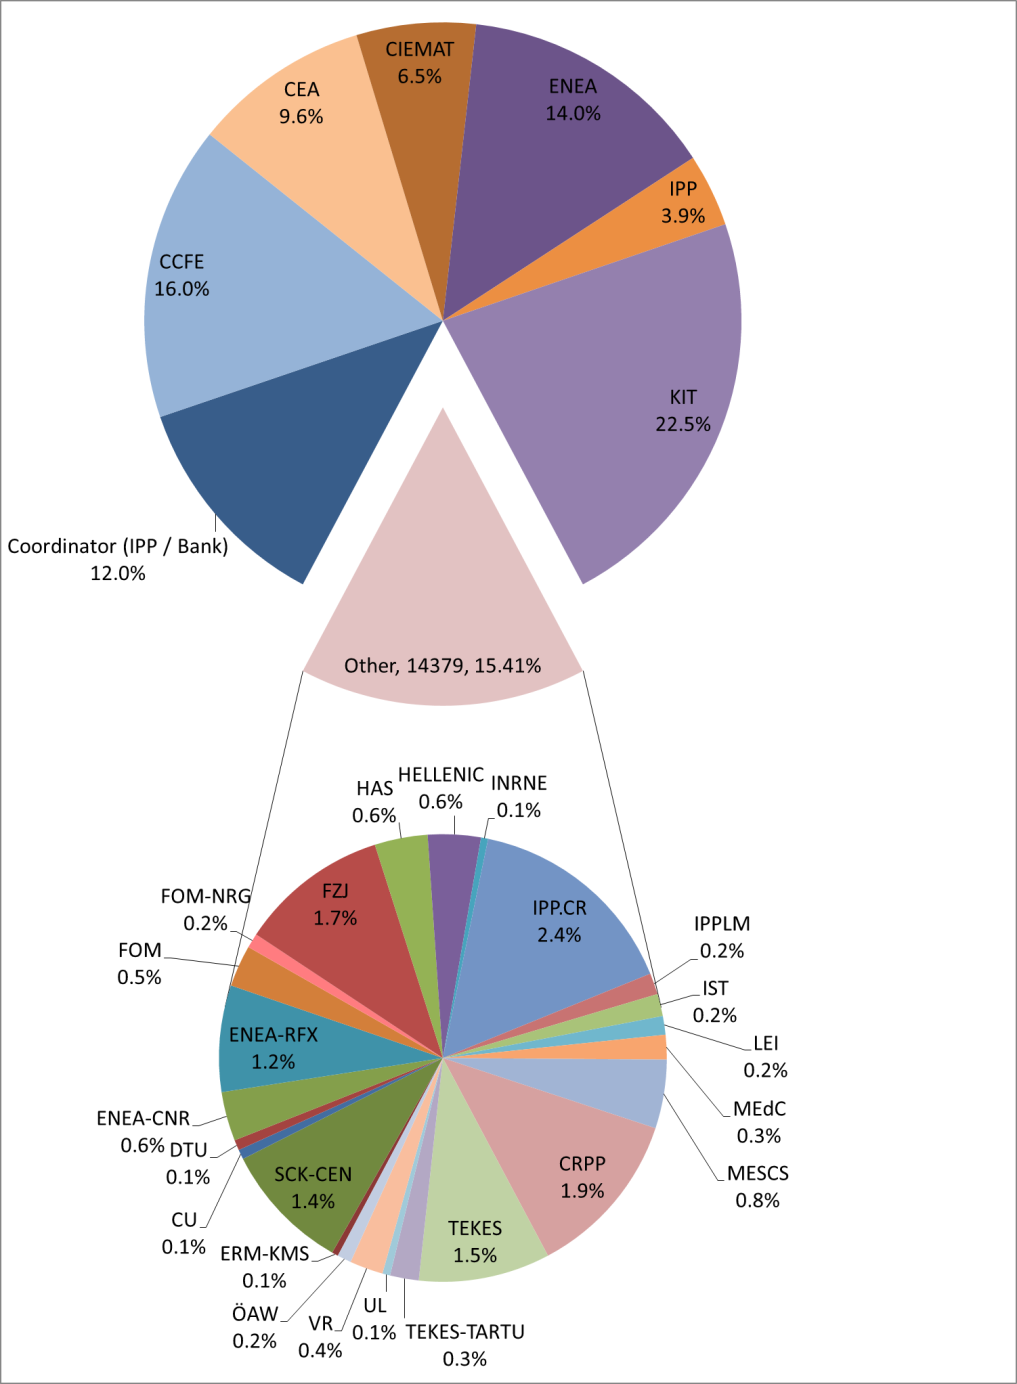 CIEMAT
6.5%
CEA
9.6%
ENEA
14.0%
IPP
3.9%
CCFE
16.0%
KIT
22.5%
Coordinator (IPP / Bank)
12.0%
Other, 14379, 15.41%
HELLENIC
0.6%
HAS
0.6%
INRNE
0.1%
FZJ
1.7%
FOM-NRG
0.2%
IPP.CR
2.4%
IPPLM
0.2%
FOM
0.5%
IST
0.2%
ENEA-RFX
1.2%
LEI
0.2%
ENEA-CNR
0.6%
MEdC
0.3%
DTU
0.1%
CRPP
1.9%
MESCS
0.8%
SCK-CEN
1.4%
CU
0.1%
TEKES
1.5%
ERM-KMS
0.1%
ÖAW
0.2%
VR
0.4%
UL
0.1%
TEKES-TARTU
0.3%